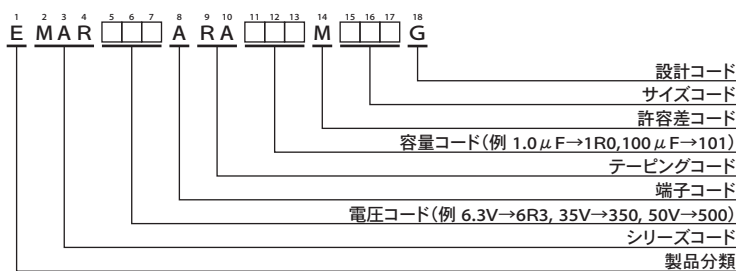 1 2 3 4 5 6 7 8 9 10 11 12 13 14 15 16 17 18
E MAR □□□ A RA □□□ M □□□ G
設計コード
サイズコード
許容差コード
容量コード(例 1.0μF→1R0,100μF→101)
テーピングコード
端子コード
電圧コード(例 6.3V→6R3, 35V→350, 50V→500)
シリーズコード
製品分類